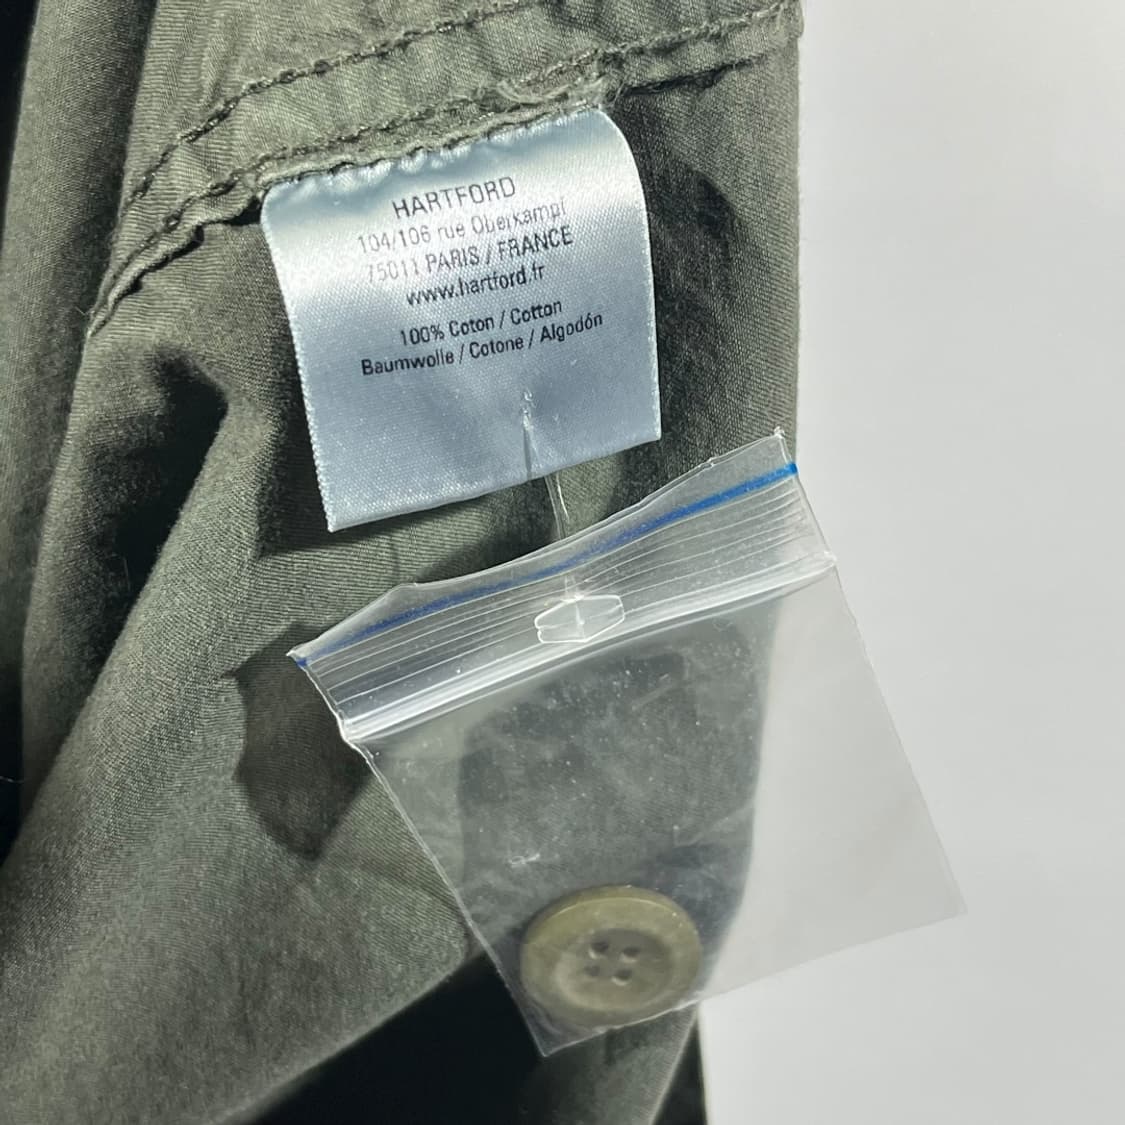 HARTFORD
104/106 rue Oberkampf
75011 PARIS / FRANCE
www.hartford.fr
100% Coton / Cotton
Baumwolle / Cotone / Algodón